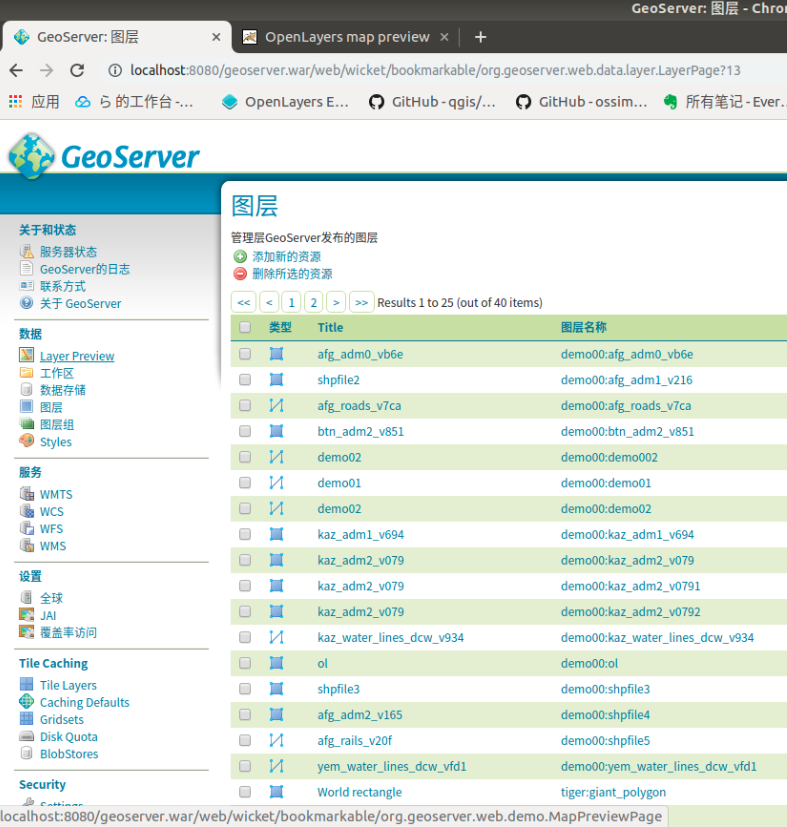 GeoServer: 图层 - Chro
GeoServer: 图层 × OpenLayers map preview × +
localhost:8080/geoserver.war/web/wicket/bookmarkable/org.geoserver.web.data.layer.LayerPage?13
应用 ら 的工作台 -... OpenLayers E... GitHub - qgis/... GitHub - ossim... 所有笔记 - Ever...
GeoServer
关于和状态
服务器状态
GeoServer的日志
联系方式
关于 GeoServer
数据
Layer Preview
工作区
数据存储
图层
图层组
Styles
服务
WMTS
WCS
WFS
WMS
设置
全球
JAI
覆盖率访问
Tile Caching
Tile Layers
Caching Defaults
Gridsets
Disk Quota
BlobStores
Security
Settings
图层
管理层GeoServer发布的图层
添加新的资源
删除所选的资源
<< < 1 2 > >> Results 1 to 25 (out of 40 items)
类型 Title 图层名称
afg_adm0_vb6e demo00:afg_adm0_vb6e
shpfile2 demo00:afg_adm1_v216
afg_roads_v7ca demo00:afg_roads_v7ca
btn_adm2_v851 demo00:btn_adm2_v851
demo02 demo00:demo002
demo01 demo00:demo01
demo02 demo00:demo02
kaz_adm1_v694 demo00:kaz_adm1_v694
kaz_adm2_v079 demo00:kaz_adm2_v079
kaz_adm2_v079 demo00:kaz_adm2_v0791
kaz_adm2_v079 demo00:kaz_adm2_v0792
kaz_water_lines_dcw_v934 demo00:kaz_water_lines_dcw_v934
ol demo00:ol
shpfile3 demo00:shpfile3
afg_adm2_v165 demo00:shpfile4
afg_rails_v20f demo00:shpfile5
yem_water_lines_dcw_vfd1 demo00:yem_water_lines_dcw_vfd1
World rectangle tiger:giant_polygon
localhost:8080/geoserver.war/web/wicket/bookmarkable/org.geoserver.web.demo.MapPreviewPage